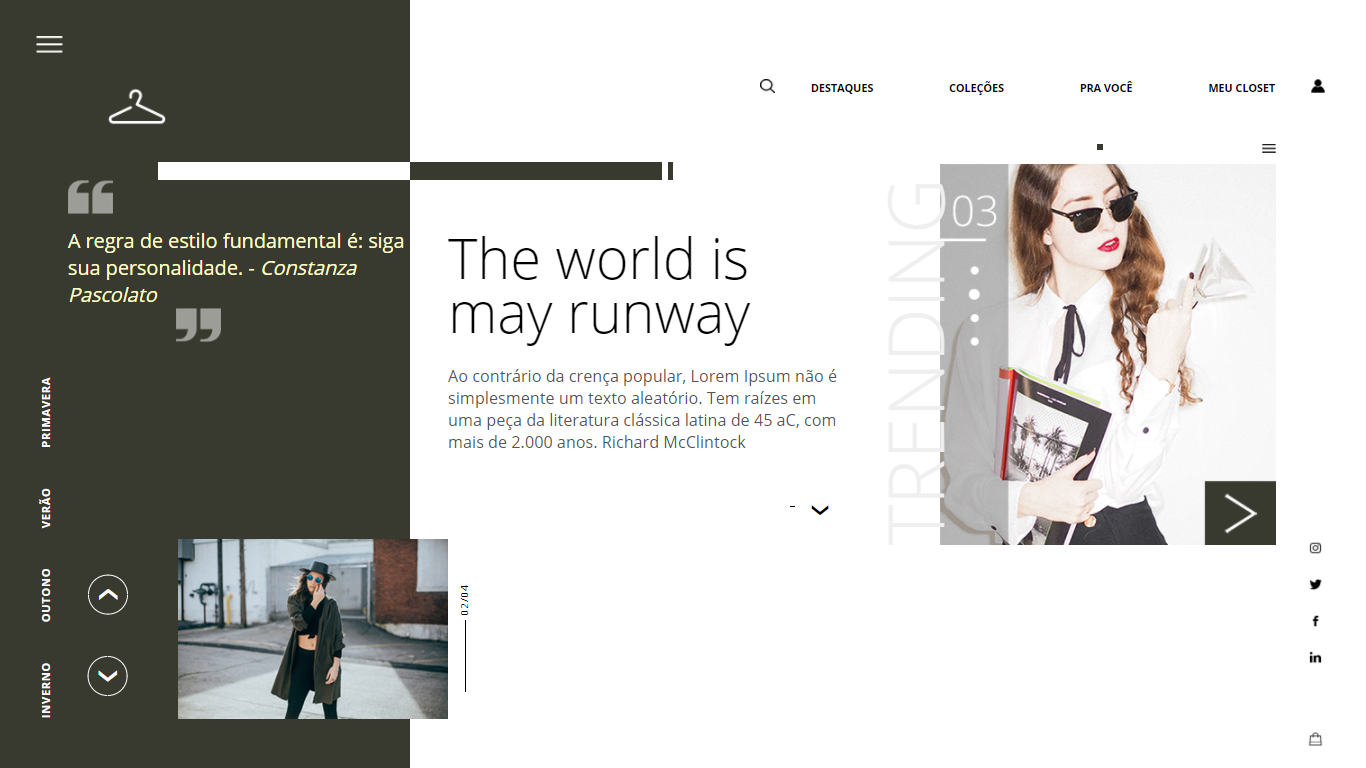 DESTAQUES
COLEÇÕES
PRA VOCÊ
MEU CLOSET
A regra de estilo fundamental é: siga
sua personalidade. - Constanza
Pascolato
The world is
may runway
Ao contrário da crença popular, Lorem Ipsum não é
simplesmente um texto aleatório. Tem raízes em
uma peça da literatura clássica latina de 45 aC, com
mais de 2.000 anos. Richard McClintock
TRENDING
03
PRIMAVERA
VERÃO
OUTONO
INVERNO
02/04